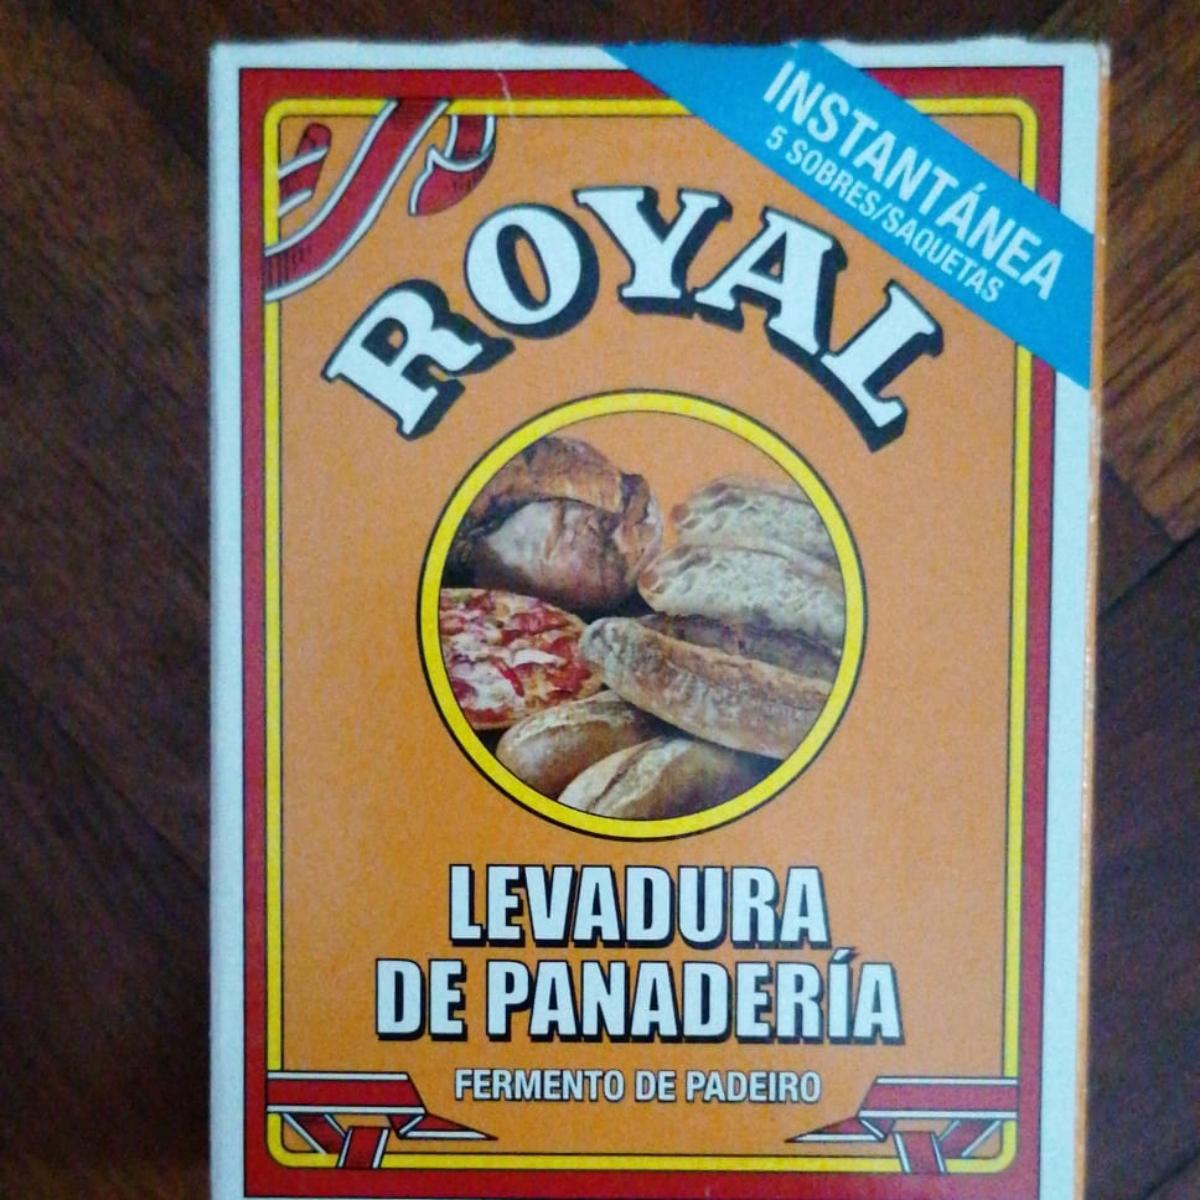 INSTANTÁNEA
5 SOBRES/SAQUETAS
ROYAL
LEVADURA
DE PANADERÍA
FERMENTO DE PADEIRO